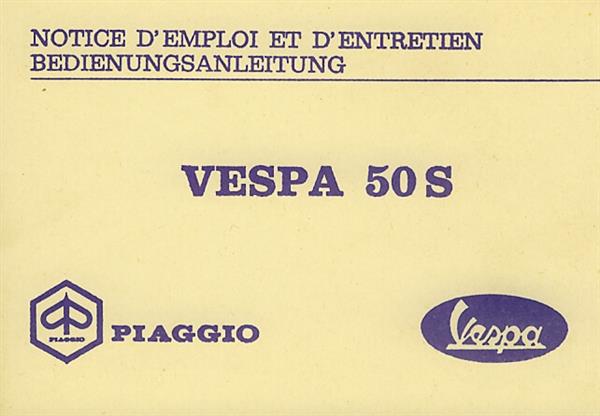 NOTICE D'EMPLOI ET D'ENTRETIEN
BEDIENUNGSANLEITUNG
VESPA 50 S
PIAGGIO
PIAGGIO
Vespa